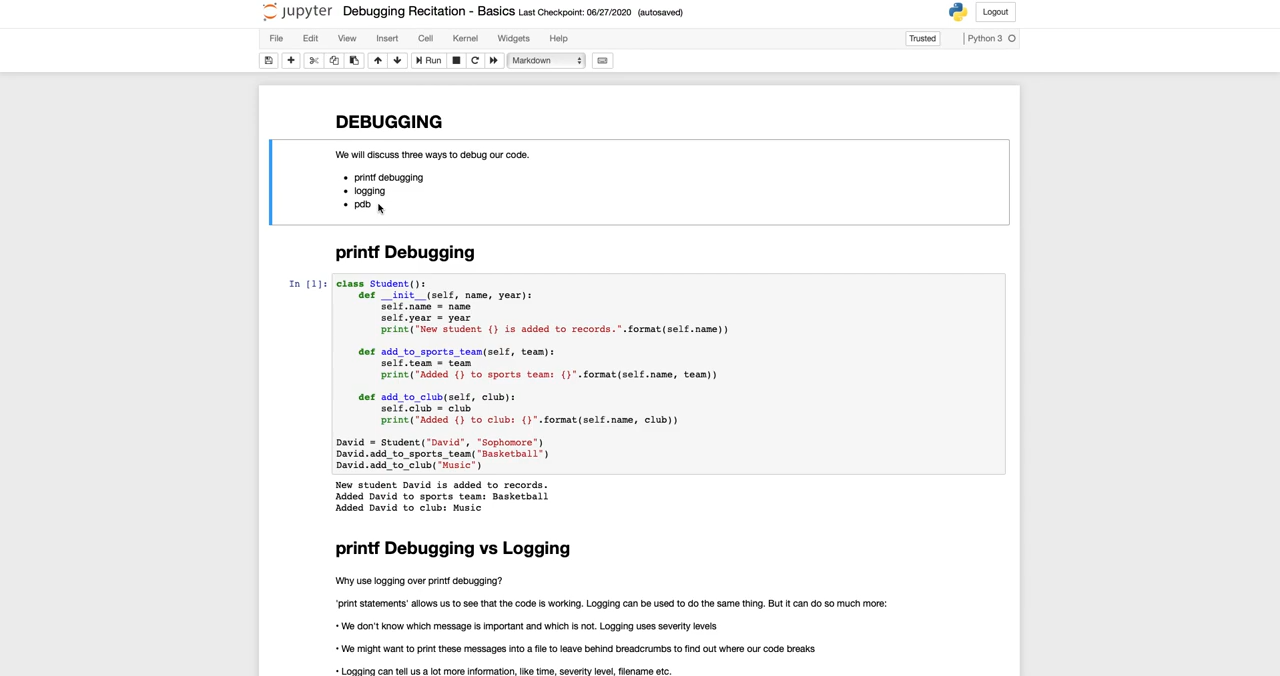 jupyter Debugging Recitation - Basics Last Checkpoint: 06/27/2020 (autosaved) Logout
File Edit View Insert Cell Kernel Widgets Help Trusted Python 3
Run Markdown
DEBUGGING
We will discuss three ways to debug our code.
• printf debugging
• logging
• pdb
printf Debugging
In [1]: class Student():
    def __init__(self, name, year):
        self.name = name
        self.year = year
        print("New student {} is added to records.".format(self.name))
    def add_to_sports_team(self, team):
        self.team = team
        print("Added {} to sports team: {}".format(self.name, team))
    def add_to_club(self, club):
        self.club = club
        print("Added {} to club: {}".format(self.name, club))
David = Student("David", "Sophomore")
David.add_to_sports_team("Basketball")
David.add_to_club("Music")
New student David is added to records.
Added David to sports team: Basketball
Added David to club: Music
printf Debugging vs Logging
Why use logging over printf debugging?
'print statements' allows us to see that the code is working. Logging can be used to do the same thing. But it can do so much more:
• We don't know which message is important and which is not. Logging uses severity levels
• We might want to print these messages into a file to leave behind breadcrumbs to find out where our code breaks
• Logging can tell us a lot more information, like time, severity level, filename etc.